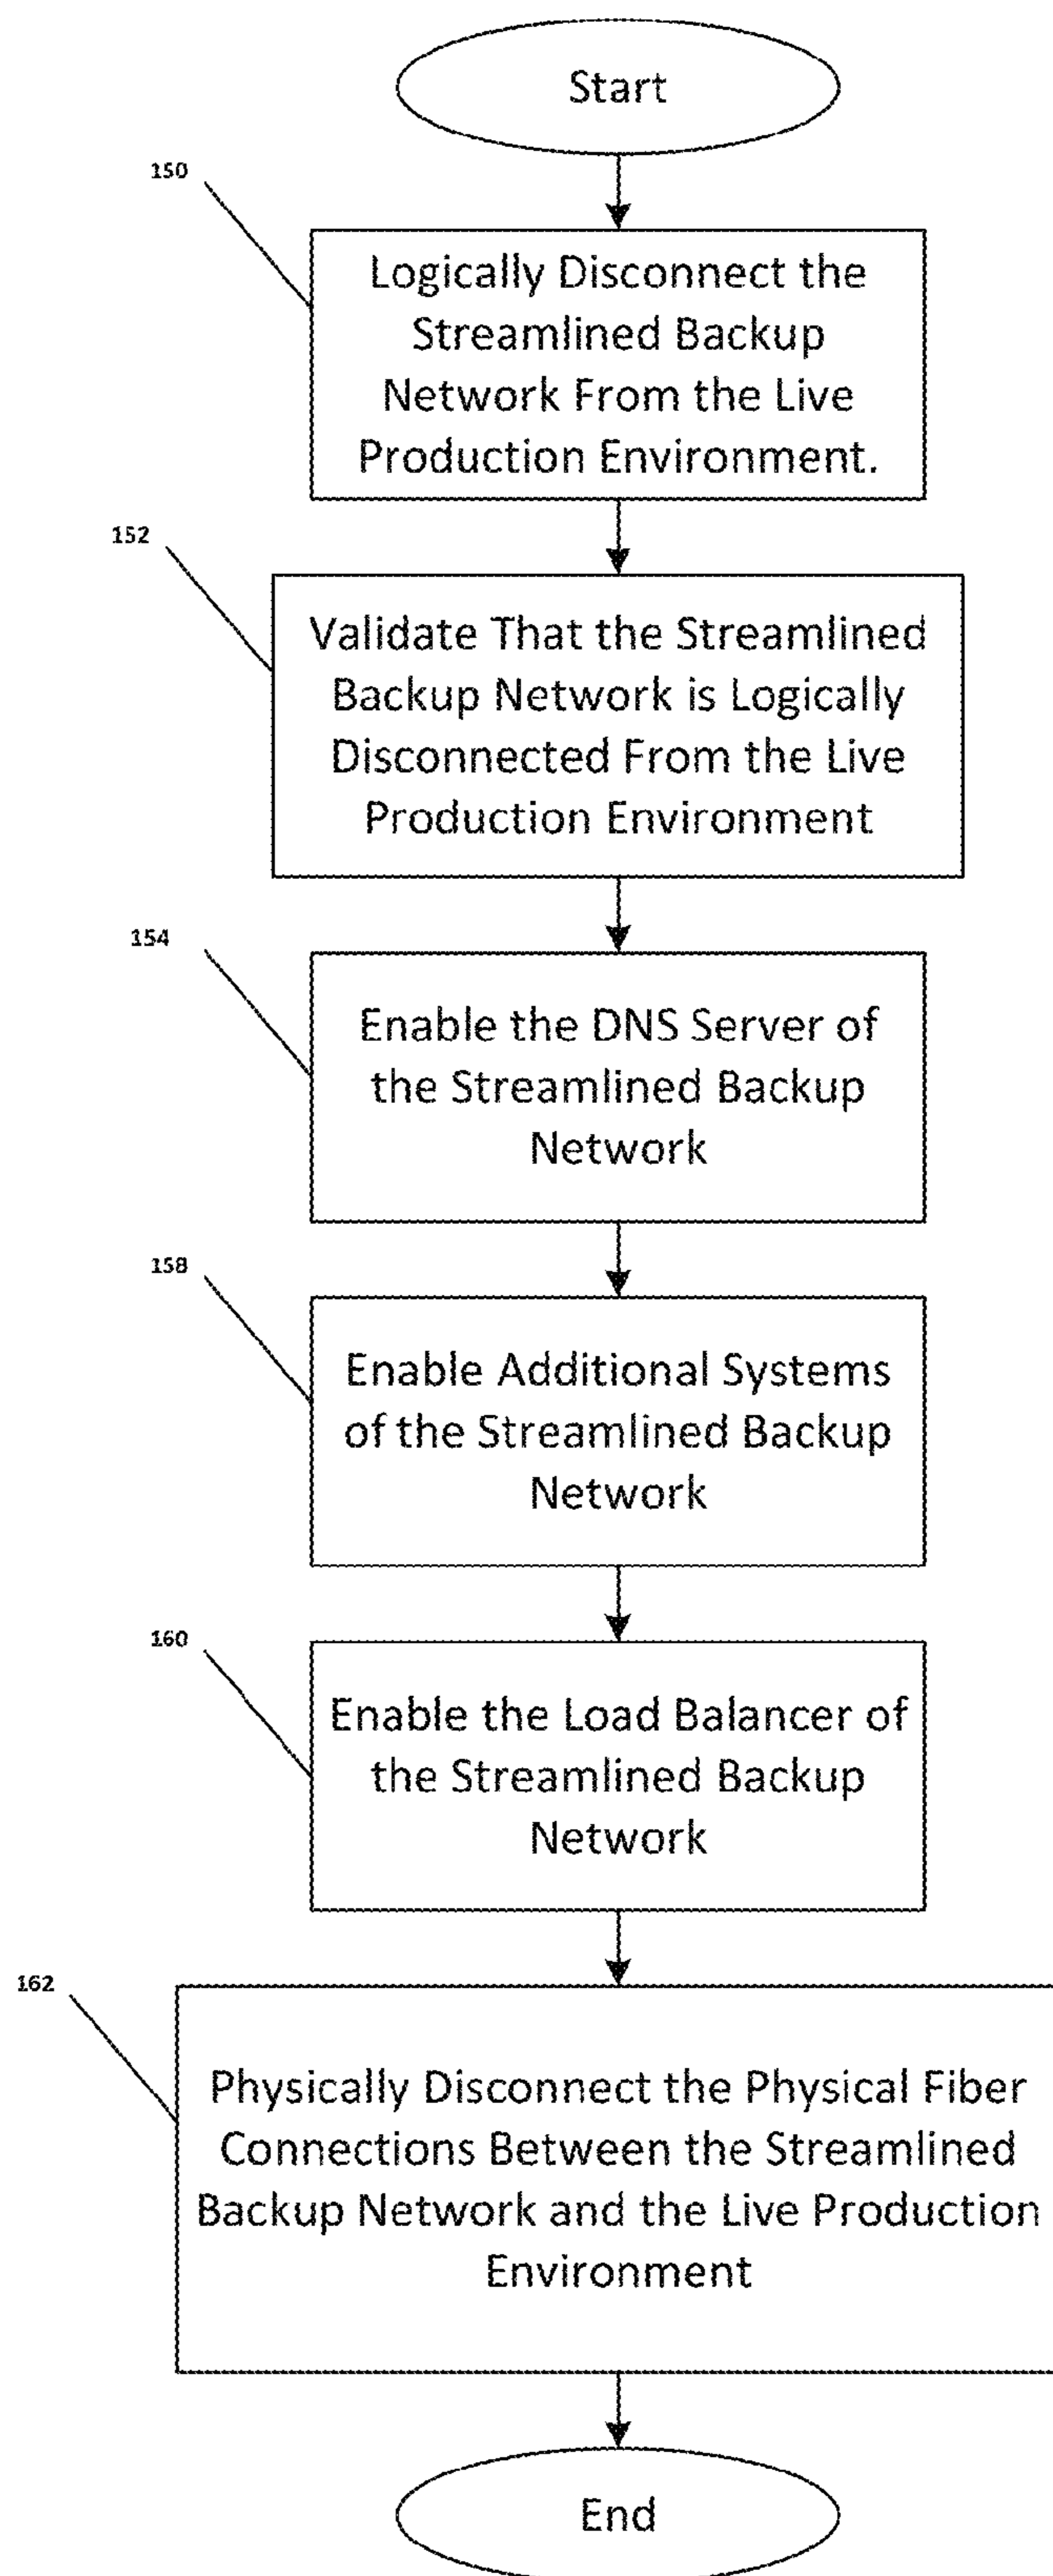 Start
150
Logically Disconnect the
Streamlined Backup
Network From the Live
Production Environment.
152
Validate That the Streamlined
Backup Network is Logically
Disconnected From the Live
Production Environment
154
Enable the DNS Server of
the Streamlined Backup
Network
158
Enable Additional Systems
of the Streamlined Backup
Network
160
Enable the Load Balancer of
the Streamlined Backup
Network
162
Physically Disconnect the Physical Fiber
Connections Between the Streamlined
Backup Network and the Live Production
Environment
End